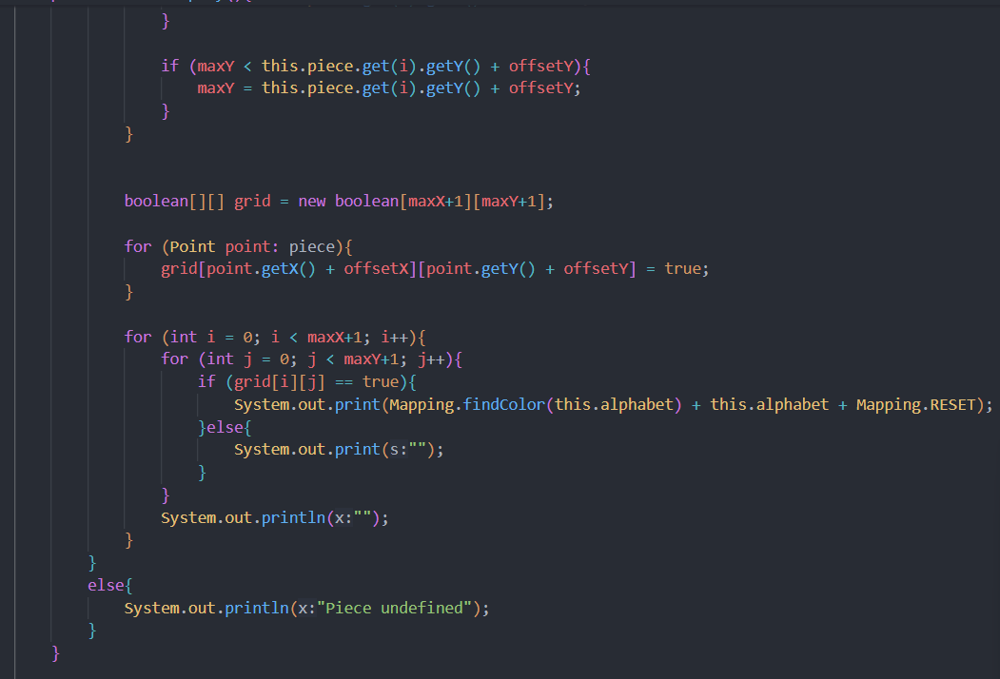 }
if (maxY < this.piece.get(i).getY() + offsetY){
maxY = this.piece.get(i).getY() + offsetY;
}
}
boolean[][] grid = new boolean[maxX+1][maxY+1];
for (Point point: piece){
grid[point.getX() + offsetX][point.getY() + offsetY] = true;
}
for (int i = 0; i < maxX+1; i++){
for (int j = 0; j < maxY+1; j++){
if (grid[i][j] == true){
System.out.print(Mapping.findColor(this.alphabet) + this.alphabet + Mapping.RESET);
}else{
System.out.print(s:"");
}
}
System.out.println(x:"");
}
}
else{
System.out.println(x:"Piece undefined");
}
}